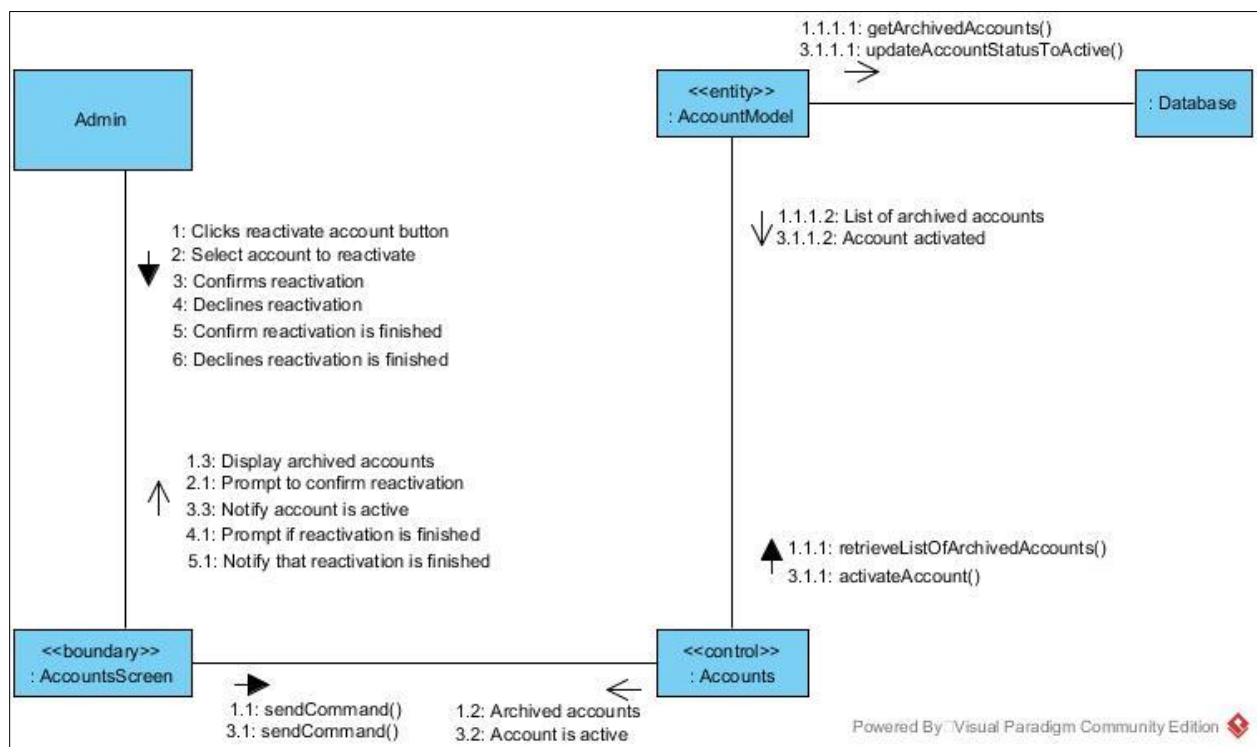 1.1.1.1: getArchivedAccounts()
3.1.1.1: updateAccountStatusToActive()
Admin
<<entity>>
: AccountModel
: Database
1: Clicks reactivate account button
2: Select account to reactivate
3: Confirms reactivation
4: Declines reactivation
5: Confirm reactivation is finished
6: Declines reactivation is finished
1.1.1.2: List of archived accounts
3.1.1.2: Account activated
1.3: Display archived accounts
2.1: Prompt to confirm reactivation
3.3: Notify account is active
4.1: Prompt if reactivation is finished
5.1: Notify that reactivation is finished
1.1.1: retrieveListOfArchivedAccounts()
3.1.1: activateAccount()
<<boundary>>
: AccountsScreen
<<control>>
: Accounts
1.1: sendCommand()
3.1: sendCommand()
1.2: Archived accounts
3.2: Account is active
Powered By Visual Paradigm Community Edition